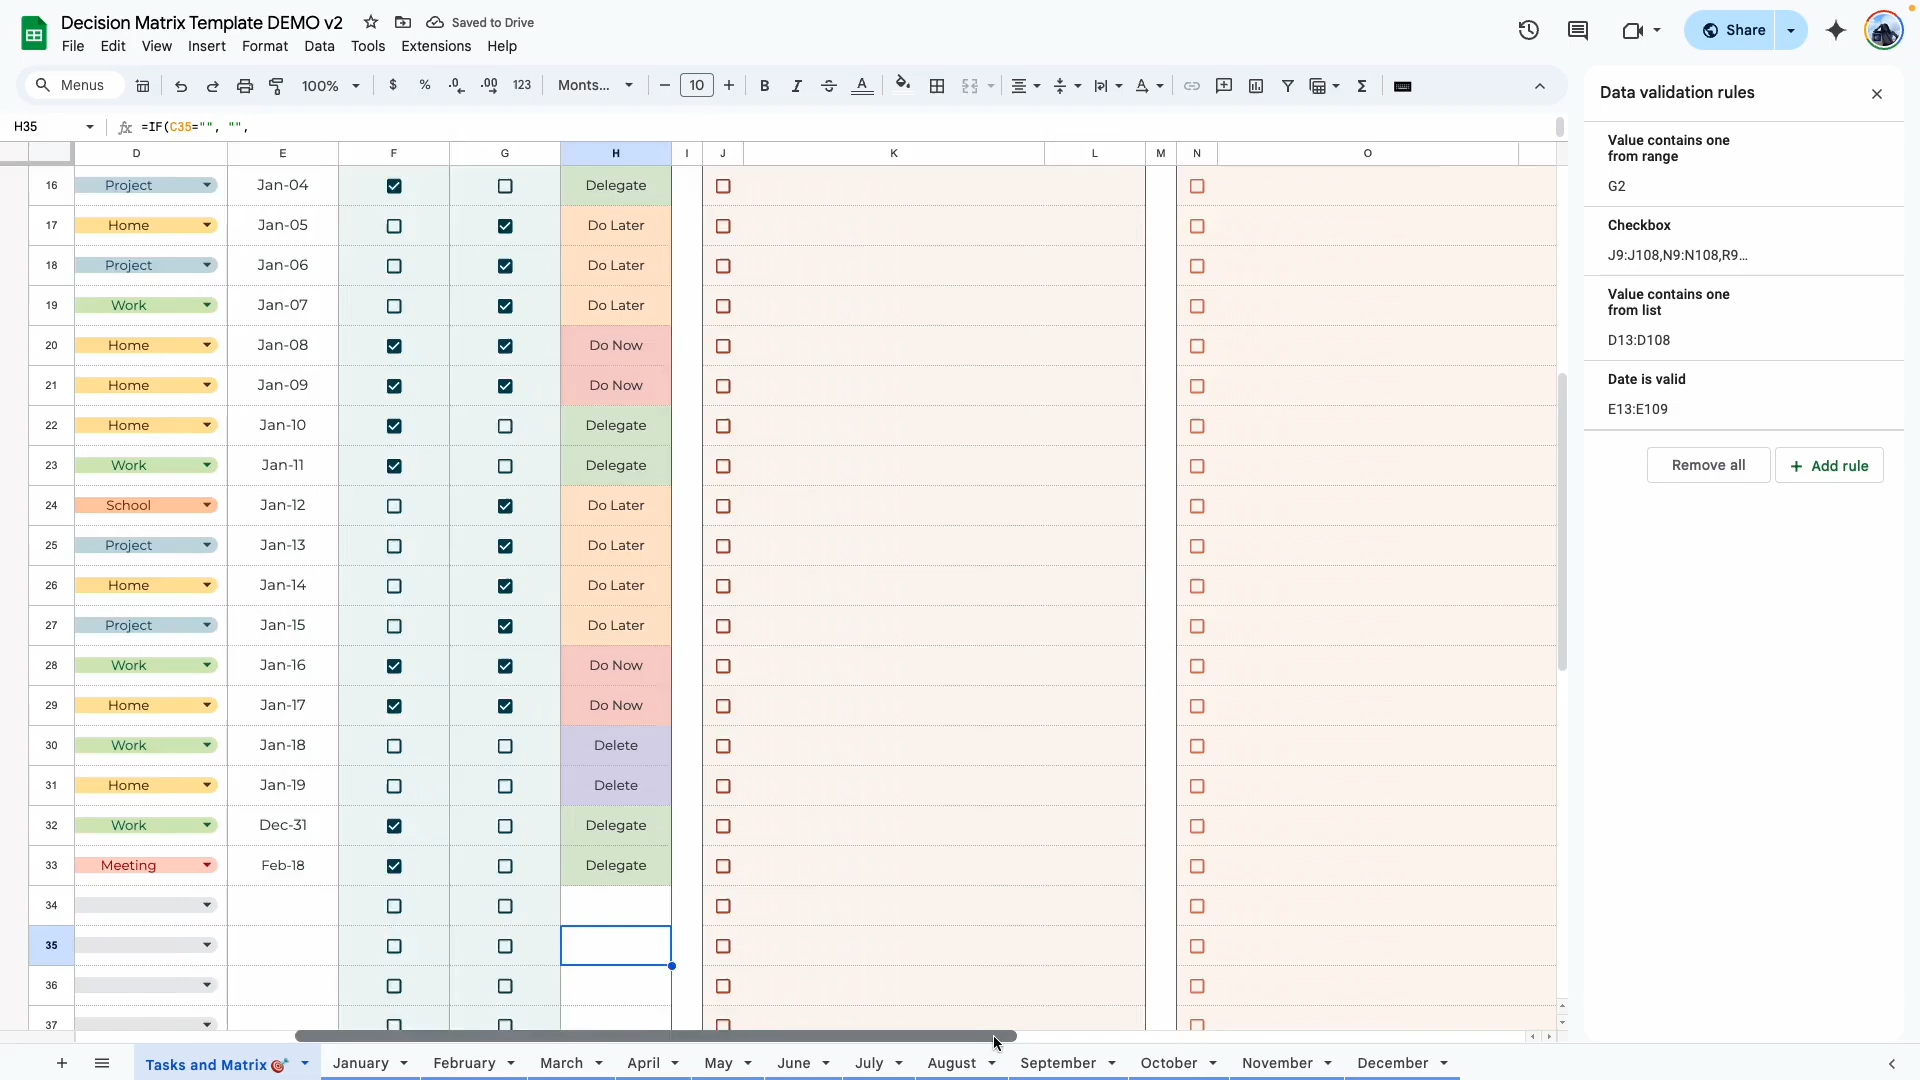 Decision Matrix Template DEMO v2
Saved to Drive
File Edit View Insert Format Data Tools Extensions Help
Share
Menus 100% $ % .0 .00 123 Monts... 10 B I S A Σ
H35 fx =IF(C35="", "",
D E F G H I J K L M N O
16 Project Jan-04 Delegate
17 Home Jan-05 Do Later
18 Project Jan-06 Do Later
19 Work Jan-07 Do Later
20 Home Jan-08 Do Now
21 Home Jan-09 Do Now
22 Home Jan-10 Delegate
23 Work Jan-11 Delegate
24 School Jan-12 Do Later
25 Project Jan-13 Do Later
26 Home Jan-14 Do Later
27 Project Jan-15 Do Later
28 Work Jan-16 Do Now
29 Home Jan-17 Do Now
30 Work Jan-18 Delete
31 Home Jan-19 Delete
32 Work Dec-31 Delegate
33 Meeting Feb-18 Delegate
34
35
36
37
Data validation rules
Value contains one
from range
G2
Checkbox
J9:J108,N9:N108,R9...
Value contains one
from list
D13:D108
Date is valid
E13:E109
Remove all + Add rule
Tasks and Matrix January February March April May June July August September October November December